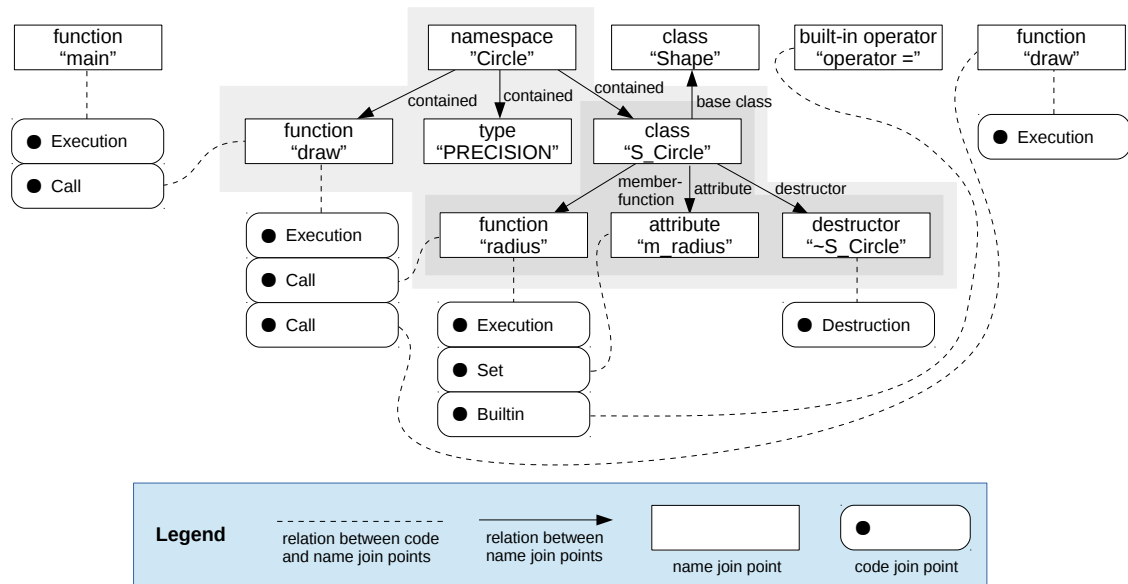 function
“main”
namespace
”Circle”
class
“Shape”
built-in operator
“operator =”
function
“draw”
contained
contained
contained
base class
Execution
Call
function
“draw”
type
“PRECISION”
class
“S_Circle”
Execution
member-
function
attribute
destructor
Execution
Call
Call
function
“radius”
attribute
“m_radius”
destructor
“~S_Circle”
Execution
Set
Builtin
Destruction
Legend
relation between code
and name join points
relation between
name join points
name join point
code join point